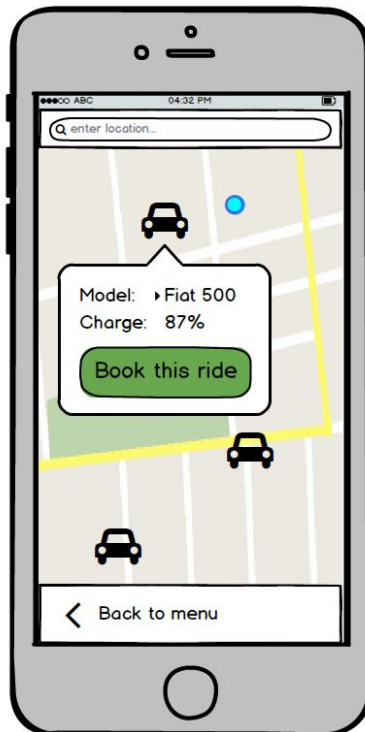 ABC 04:32 PM
enter location...
Model: Fiat 500
Charge: 87%
Book this ride
Back to menu